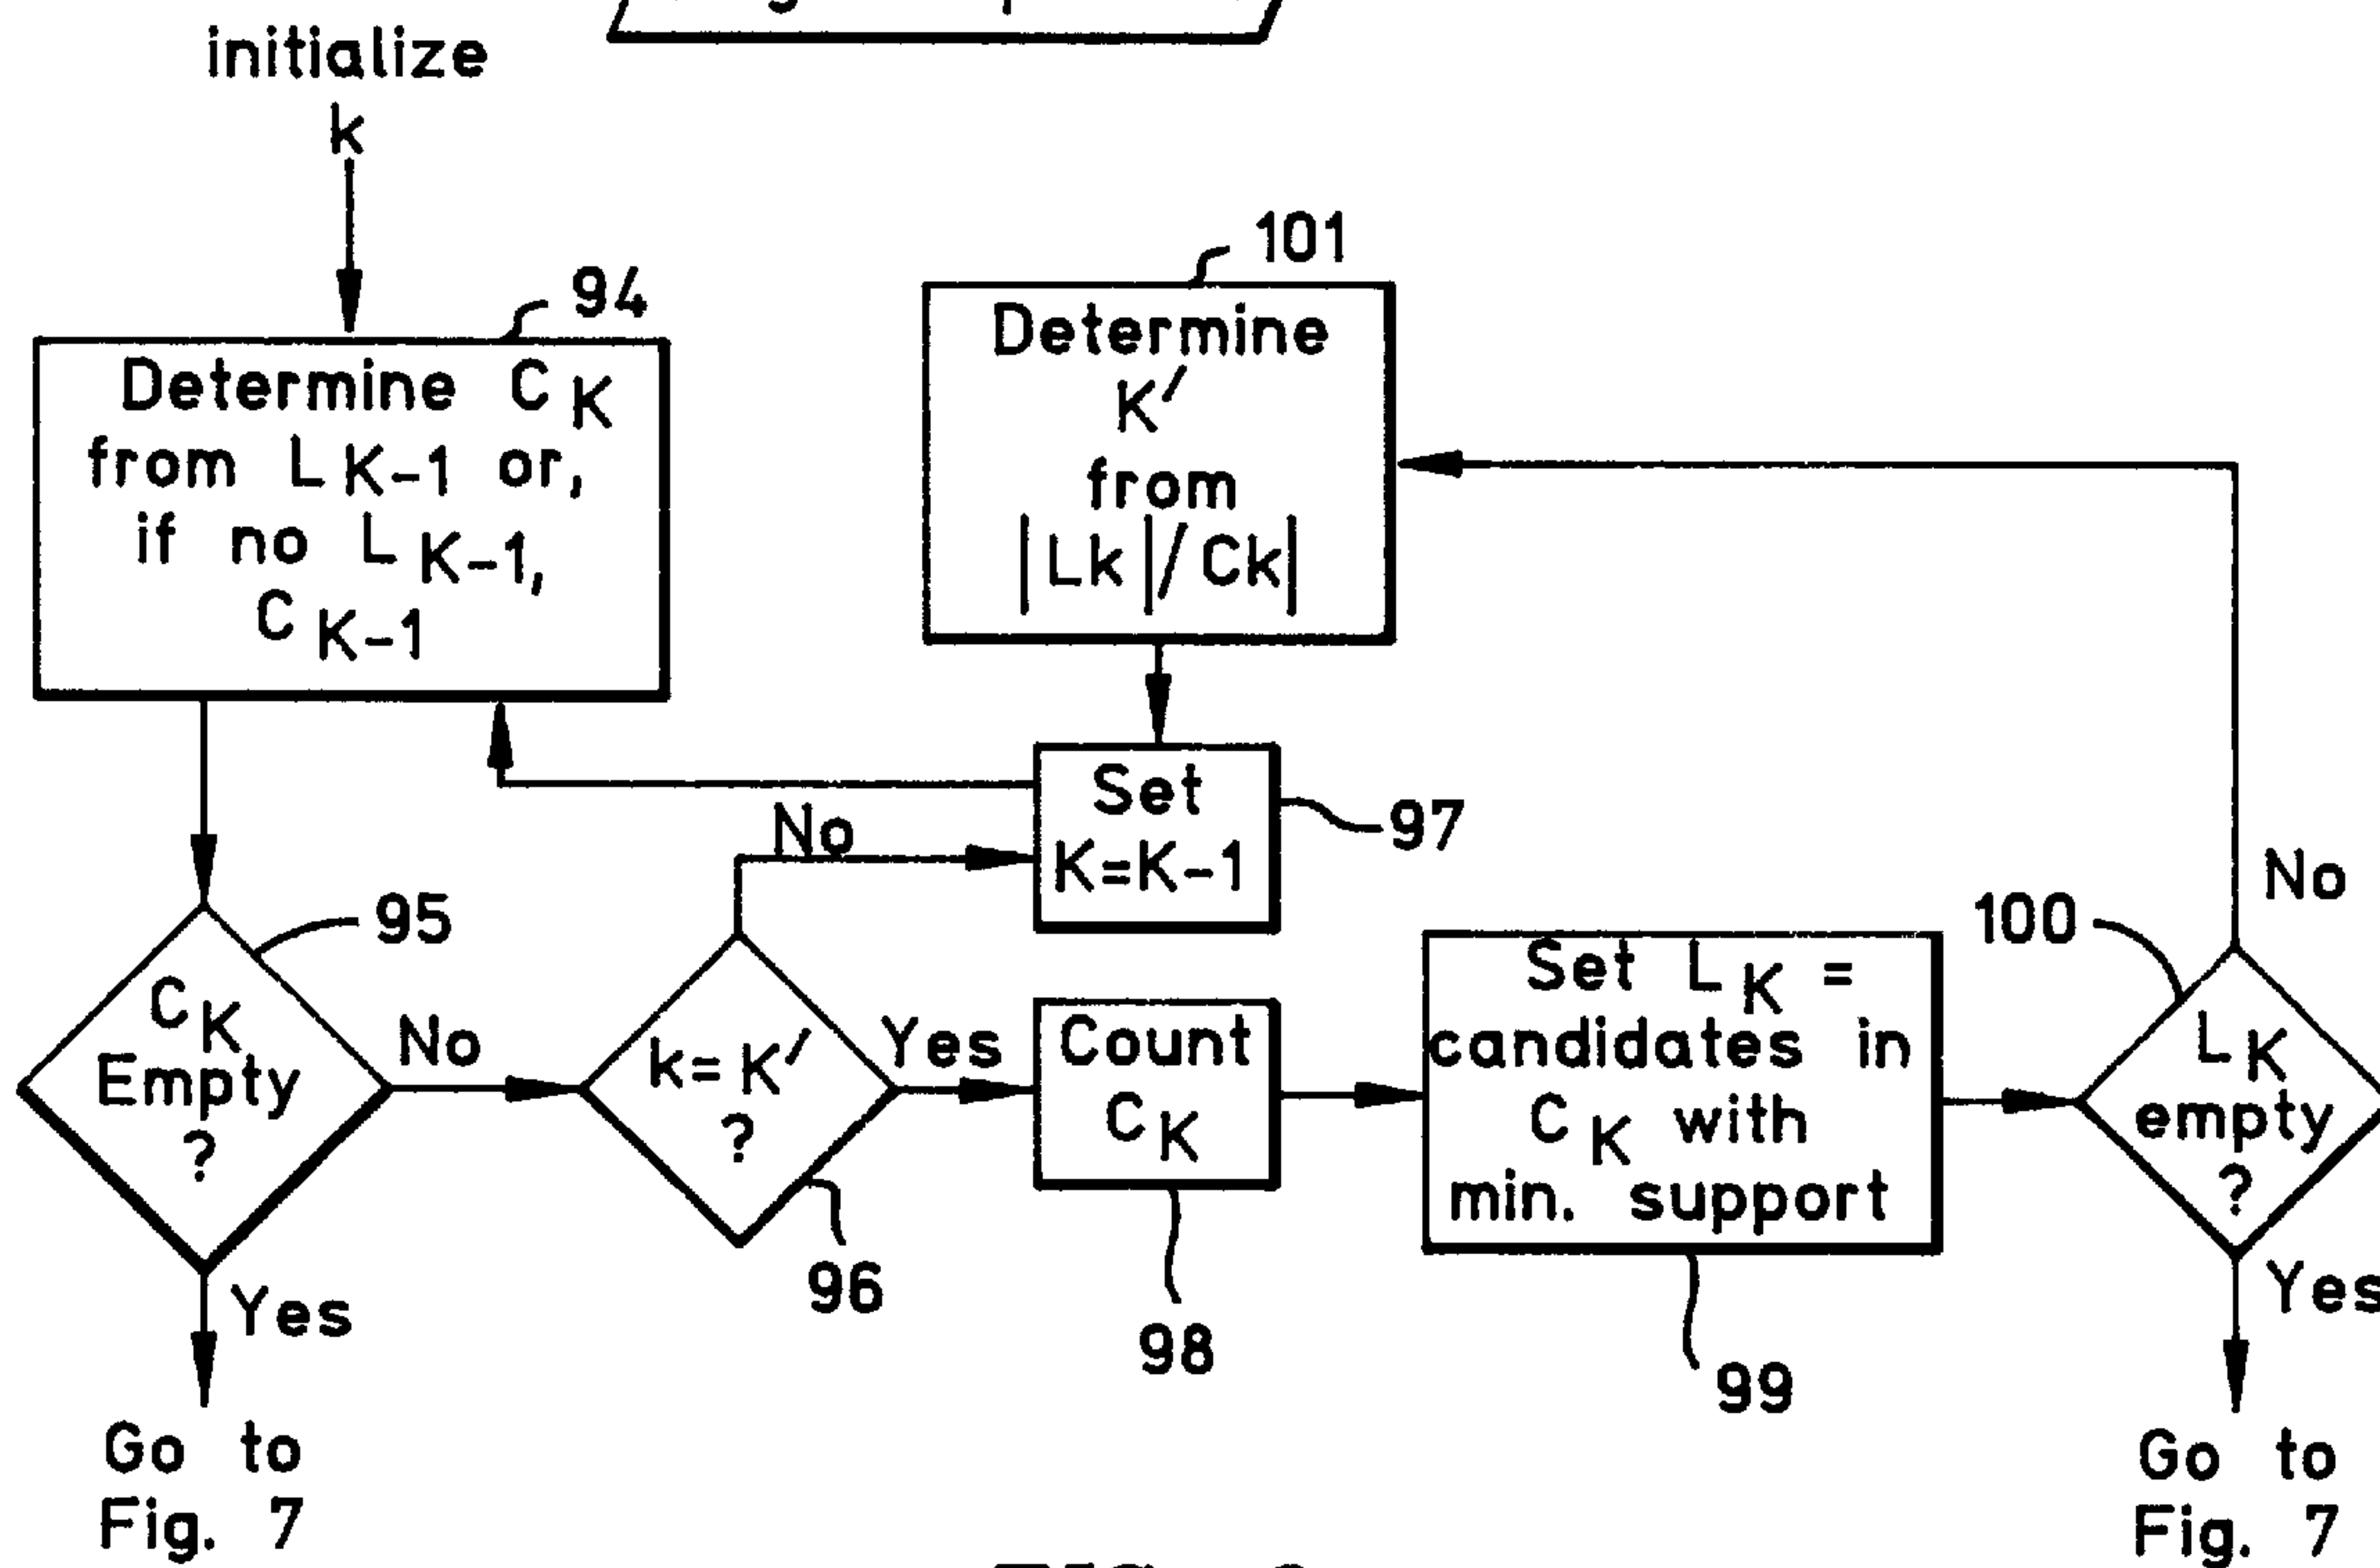 initialize
k
94
Determine C K
from L K-1 or,
if no L K-1,
C K-1
101
Determine
K′
from
|Lk|/Ck|
Set
K=K-1
97
No
95
C K
Empty
?
No
Yes
Go to
Fig. 7
k=K′
?
96
Yes
Count
C K
98
Set L K =
candidates in
C K with
min. support
99
100
L K
empty
?
No
Yes
Go to
Fig. 7